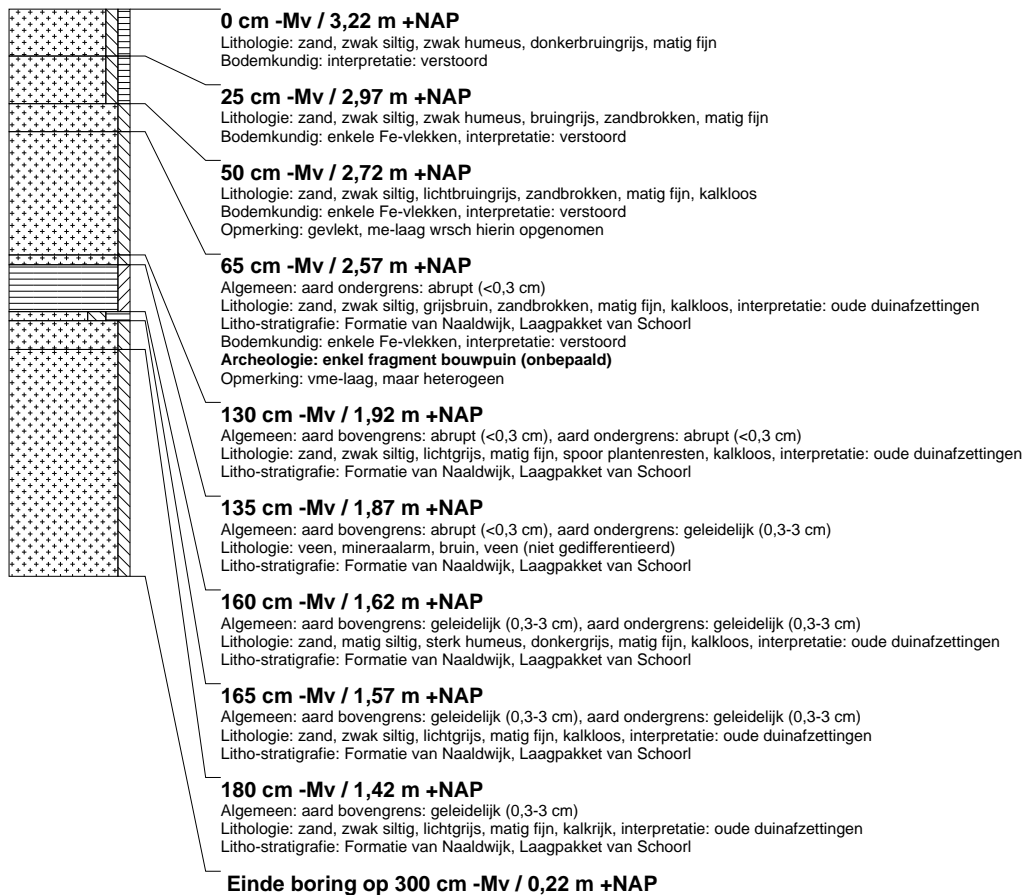 0 cm -Mv / 3,22 m +NAP
Lithologie: zand, zwak siltig, zwak humeus, donkerbruingrijs, matig fijn
Bodemkundig: interpretatie: verstoord
25 cm -Mv / 2,97 m +NAP
Lithologie: zand, zwak siltig, zwak humeus, bruingrijs, zandbrokken, matig fijn
Bodemkundig: enkele Fe-vlekken, interpretatie: verstoord
50 cm -Mv / 2,72 m +NAP
Lithologie: zand, zwak siltig, lichtbruingrijs, zandbrokken, matig fijn, kalkloos
Bodemkundig: enkele Fe-vlekken, interpretatie: verstoord
Opmerking: gevlekt, me-laag wrsch hierin opgenomen
65 cm -Mv / 2,57 m +NAP
Algemeen: aard ondergrens: abrupt (<0,3 cm)
Lithologie: zand, zwak siltig, grijsbruin, zandbrokken, matig fijn, kalkloos, interpretatie: oude duinafzettingen
Litho-stratigrafie: Formatie van Naaldwijk, Laagpakket van Schoorl
Bodemkundig: enkele Fe-vlekken, interpretatie: verstoord
Archeologie: enkel fragment bouwpuin (onbepaald)
Opmerking: vme-laag, maar heterogeen
130 cm -Mv / 1,92 m +NAP
Algemeen: aard bovengrens: abrupt (<0,3 cm), aard ondergrens: abrupt (<0,3 cm)
Lithologie: zand, zwak siltig, lichtgrijs, matig fijn, spoor plantenresten, kalkloos, interpretatie: oude duinafzettingen
Litho-stratigrafie: Formatie van Naaldwijk, Laagpakket van Schoorl
135 cm -Mv / 1,87 m +NAP
Algemeen: aard bovengrens: abrupt (<0,3 cm), aard ondergrens: geleidelijk (0,3-3 cm)
Lithologie: veen, mineraalarm, bruin, veen (niet gedifferentieerd)
Litho-stratigrafie: Formatie van Naaldwijk, Laagpakket van Schoorl
160 cm -Mv / 1,62 m +NAP
Algemeen: aard bovengrens: geleidelijk (0,3-3 cm), aard ondergrens: geleidelijk (0,3-3 cm)
Lithologie: zand, matig siltig, sterk humeus, donkergrijs, matig fijn, kalkloos, interpretatie: oude duinafzettingen
Litho-stratigrafie: Formatie van Naaldwijk, Laagpakket van Schoorl
165 cm -Mv / 1,57 m +NAP
Algemeen: aard bovengrens: geleidelijk (0,3-3 cm), aard ondergrens: geleidelijk (0,3-3 cm)
Lithologie: zand, zwak siltig, lichtgrijs, matig fijn, kalkloos, interpretatie: oude duinafzettingen
Litho-stratigrafie: Formatie van Naaldwijk, Laagpakket van Schoorl
180 cm -Mv / 1,42 m +NAP
Algemeen: aard bovengrens: geleidelijk (0,3-3 cm)
Lithologie: zand, zwak siltig, lichtgrijs, matig fijn, kalkrijk, interpretatie: oude duinafzettingen
Litho-stratigrafie: Formatie van Naaldwijk, Laagpakket van Schoorl
Einde boring op 300 cm -Mv / 0,22 m +NAP